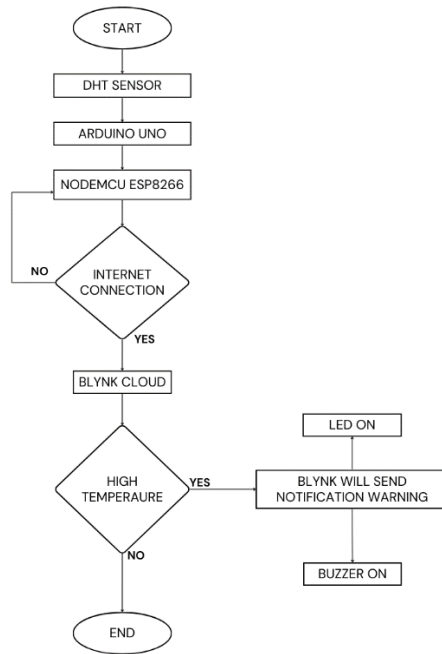 START
DHT SENSOR
ARDUINO UNO
NODEMCU ESP8266
NO
INTERNET
CONNECTION
YES
BLYNK CLOUD
LED ON
HIGH
TEMPERAURE
YES
BLYNK WILL SEND
NOTIFICATION WARNING
NO
BUZZER ON
END